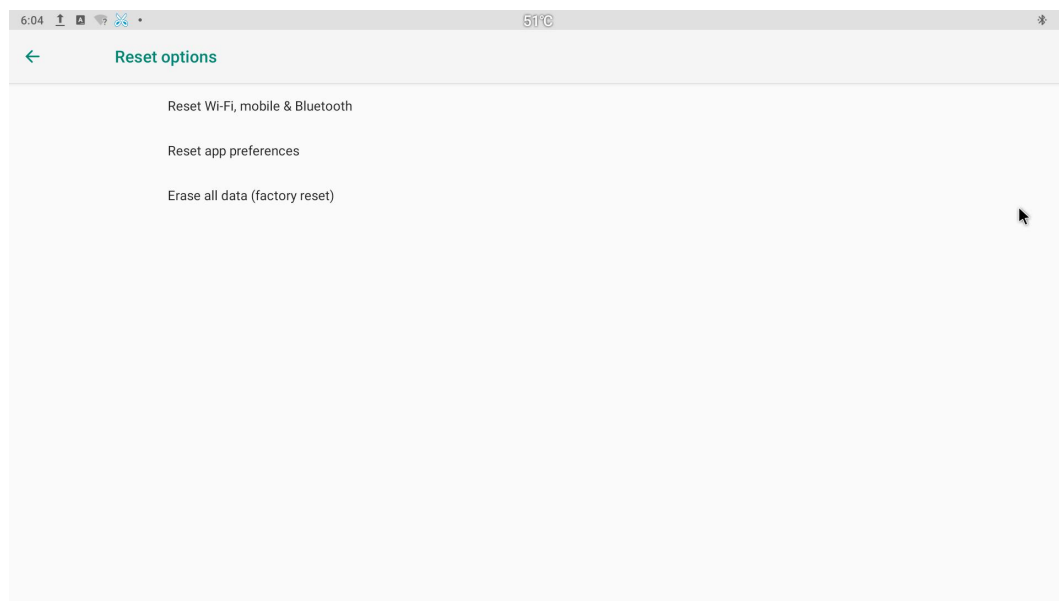 6:04
51°C
Reset options
Reset Wi-Fi, mobile & Bluetooth
Reset app preferences
Erase all data (factory reset)